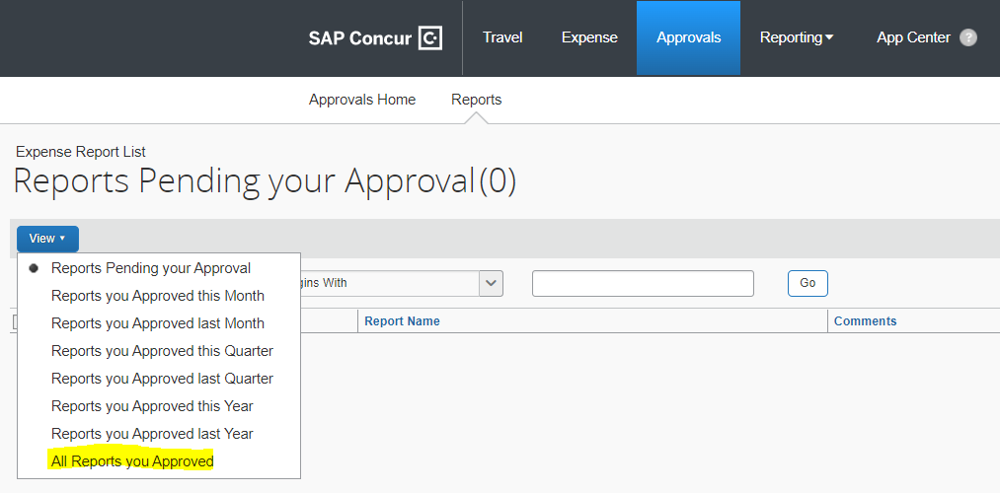 SAP Concur C. Travel Expense Approvals Reporting App Center ?
Approvals Home Reports
Expense Report List
Reports Pending your Approval(0)
View
Reports Pending your Approval
Reports you Approved this Month
With
Go
Reports you Approved last Month
Report Name
Comments
Reports you Approved this Quarter
Reports you Approved last Quarter
Reports you Approved this Year
Reports you Approved last Year
All Reports you Approved